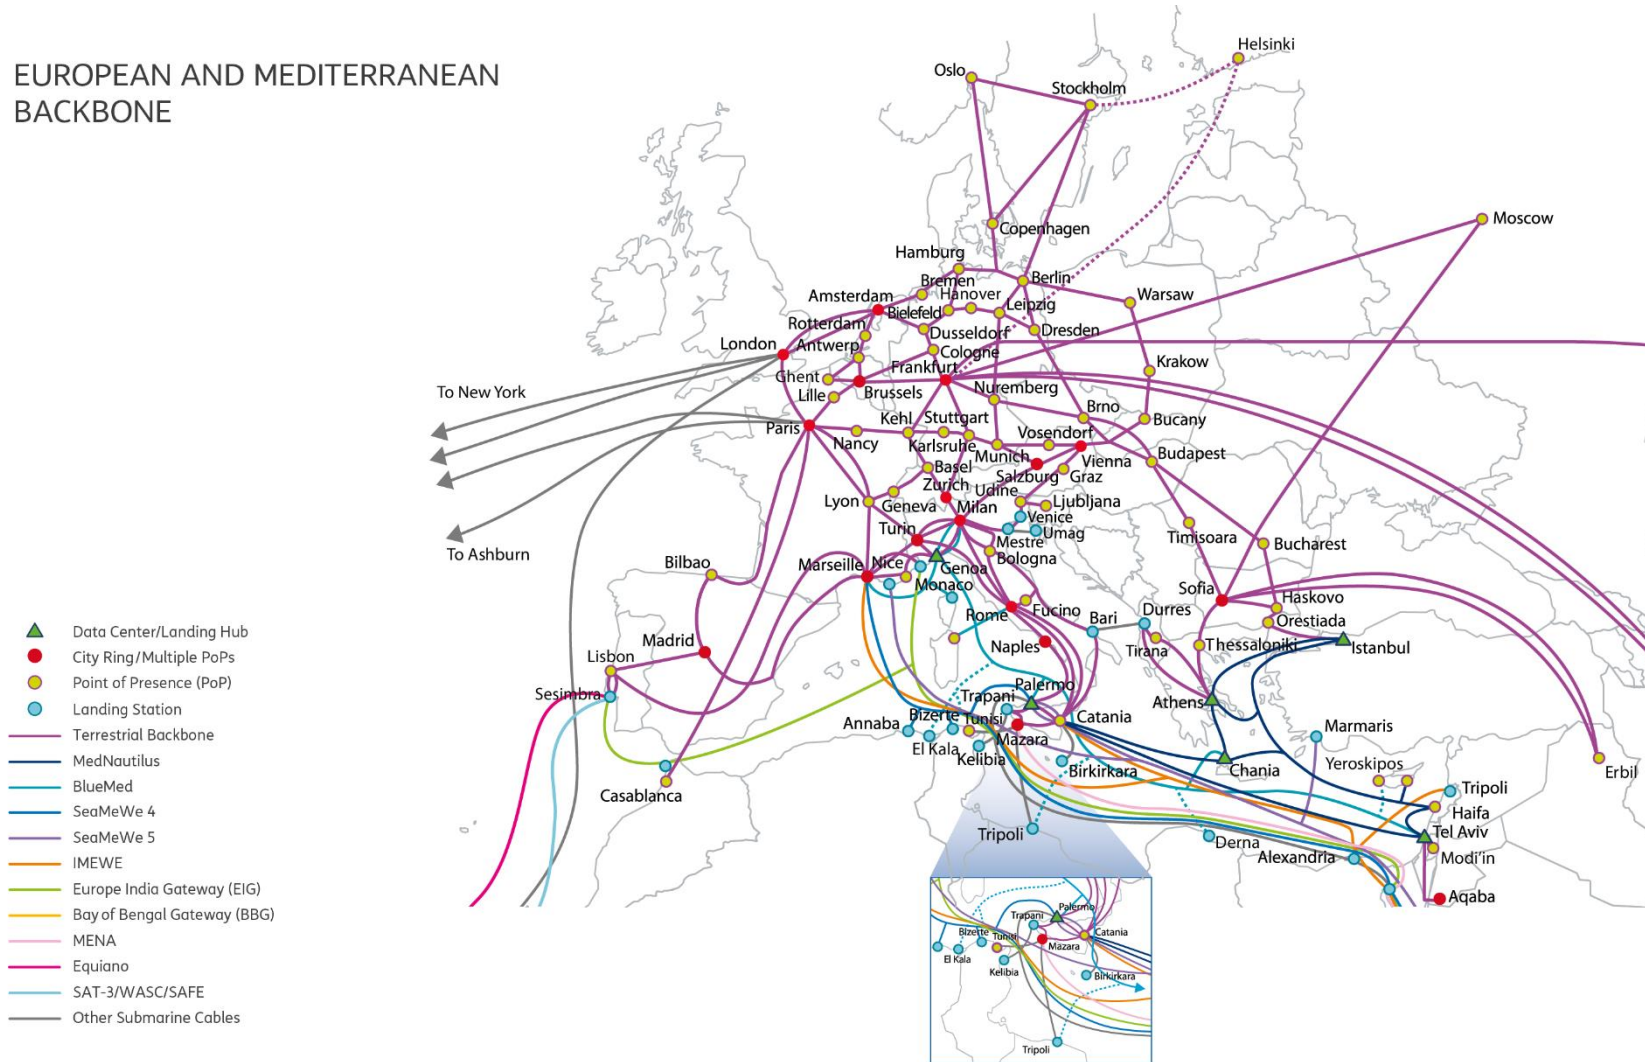 EUROPEAN AND MEDITERRANEAN
BACKBONE
Helsinki
Oslo
Stockholm
Moscow
Copenhagen
Hamburg
Berlin
Bremen
Amsterdam
Hanover
Warsaw
Bielefeld
Leipzig
Rotterdam
Dusseldorf
Dresden
London
Antwerp
Cologne
Krakow
Ghent
Frankfurt
To New York
Lille
Brussels
Nuremberg
Brno
Paris
Kehl
Stuttgart
Vosendorf
Bucany
Nancy
Karlsruhe
Munich
Vienna
Budapest
Basel
Salzburg
Graz
Zurich
Udine
Lyon
Geneva
Milan
Ljubljana
Venice
Turin
Umag
Timisoara
Mestre
Bucharest
To Ashburn
Bologna
Bilbao
Marseille
Nice
Genoa
Monaco
Sofia
Haskovo
Rome
Fucino
Bari
Durres
Orestiada
Madrid
Naples
Tirana
Thessaloniki
Istanbul
Lisbon
Sesimbra
Trapani
Palermo
Athens
Annaba
Bizerte
Tunisi
Catania
Marmaris
El Kala
Mazara
Kelibia
Birkirkara
Chania
Yeroskipos
Erbil
Casablanca
Tripoli
Haifa
Tripoli
Derna
Tel Aviv
Alexandria
Modi'in
Aqaba
Data Center/Landing Hub
City Ring/Multiple PoPs
Point of Presence (PoP)
Landing Station
Terrestrial Backbone
MedNautilus
BlueMed
SeaMeWe 4
SeaMeWe 5
IMEWE
Europe India Gateway (EIG)
Bay of Bengal Gateway (BBG)
MENA
Equiano
SAT-3/WASC/SAFE
Other Submarine Cables
Palermo
Trapani
Bizerte
Tunisi
Catania
Mazara
El Kala
Kelibia
Birkirkara
Tripoli